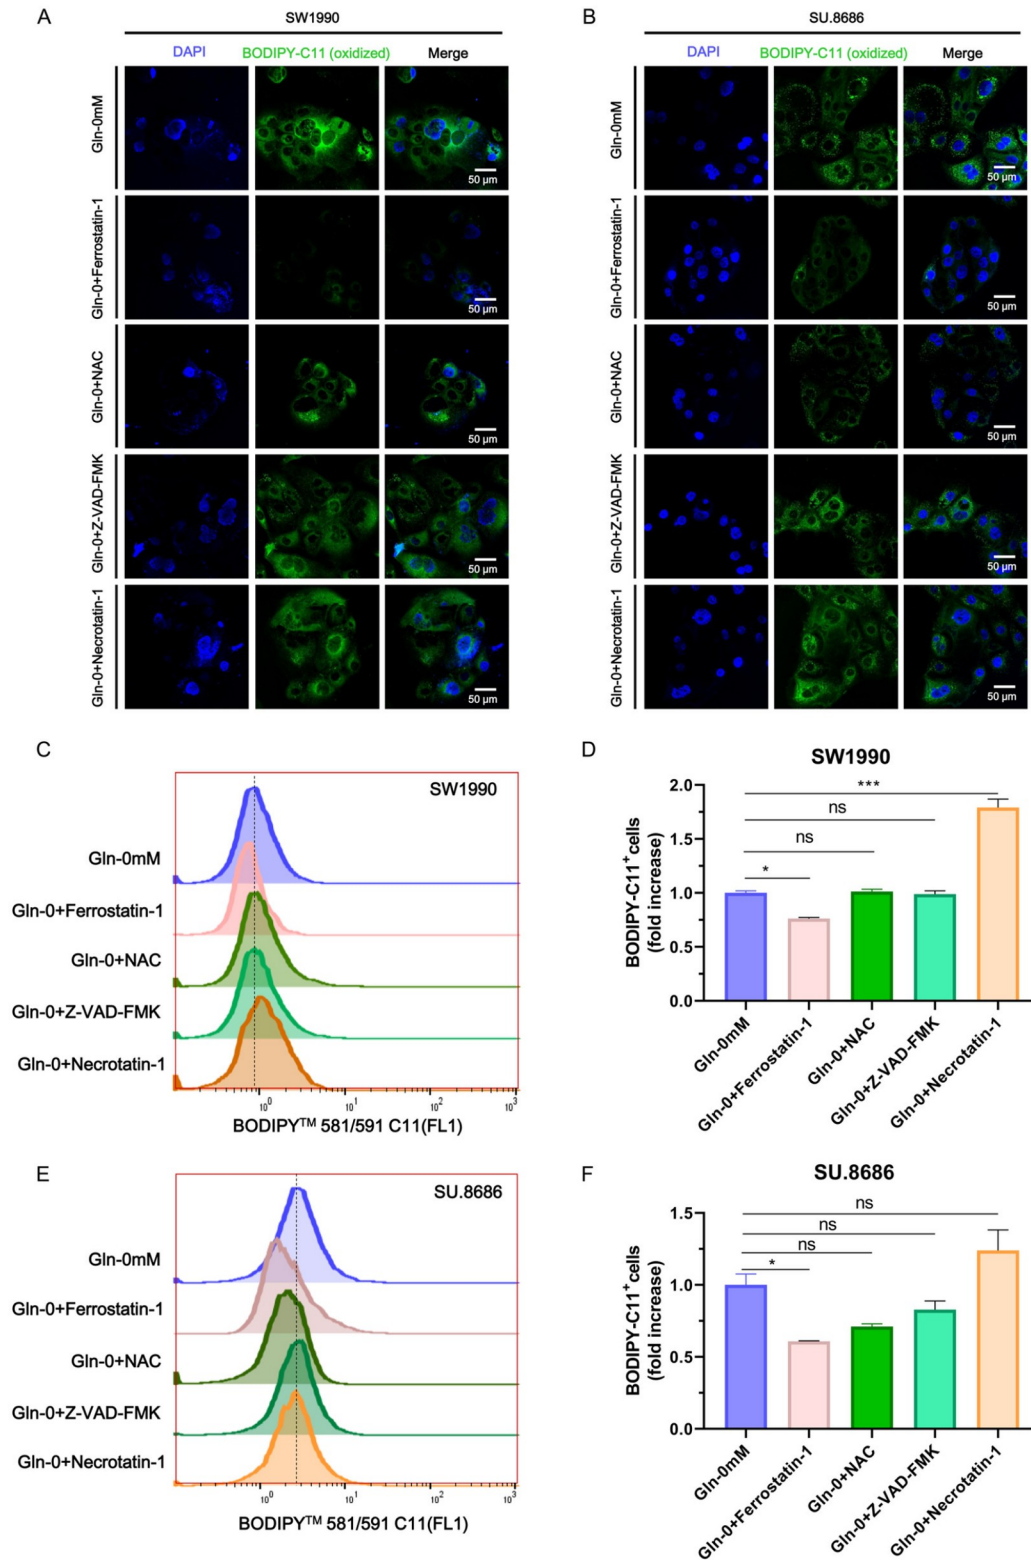 A
SW1990
DAPI BODIPY-C11 (oxidized) Merge
Gln-0mM
50 µm
Gln-0+Ferrostatin-1
50 µm
Gln-0+NAC
50 µm
Gln-0+Z-VAD-FMK
50 µm
Gln-0+Necrotatin-1
50 µm
B
SU.8686
DAPI BODIPY-C11 (oxidized) Merge
Gln-0mM
50 µm
Gln-0+Ferrostatin-1
50 µm
Gln-0+NAC
50 µm
Gln-0+Z-VAD-FMK
50 µm
Gln-0+Necrotatin-1
50 µm
C
SW1990
Gln-0mM
Gln-0+Ferrostatin-1
Gln-0+NAC
Gln-0+Z-VAD-FMK
Gln-0+Necrotatin-1
10⁰ 10¹ 10² 10³
BODIPY™ 581/591 C11(FL1)
D
SW1990
BODIPY-C11⁺cells
(fold increase)
2.0
1.5
1.0
0.5
0.0
***
ns
ns
*
Gln-0mM
Gln-0+Ferrostatin-1
Gln-0+NAC
Gln-0+Z-VAD-FMK
Gln-0+Necrotatin-1
E
SU.8686
Gln-0mM
Gln-0+Ferrostatin-1
Gln-0+NAC
Gln-0+Z-VAD-FMK
Gln-0+Necrotatin-1
10⁰ 10¹ 10² 10³
BODIPY™ 581/591 C11(FL1)
F
SU.8686
BODIPY-C11⁺cells
(fold increase)
1.5
1.0
0.5
0.0
ns
ns
ns
*
Gln-0mM
Gln-0+Ferrostatin-1
Gln-0+NAC
Gln-0+Z-VAD-FMK
Gln-0+Necrotatin-1